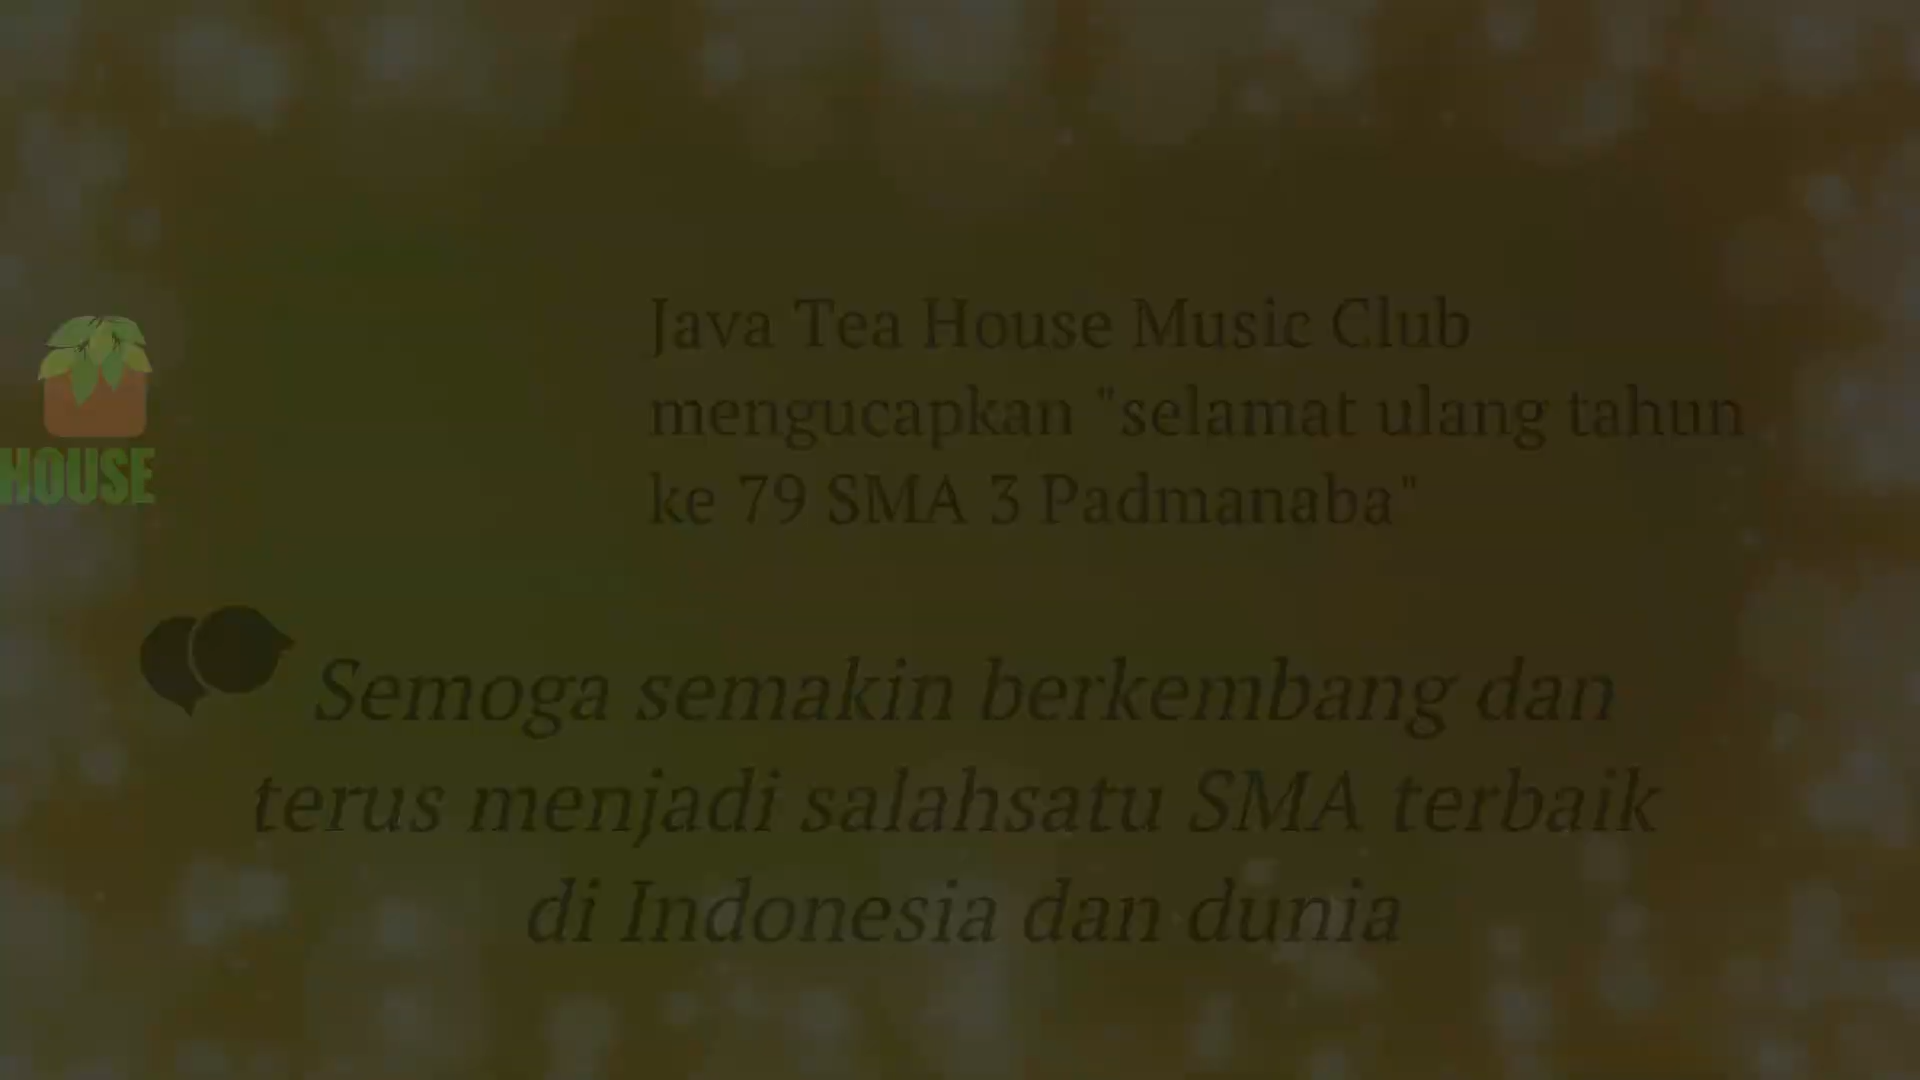 Java Tea House Music Club
mengucapkan "selamat ulang tahun
ke 79 SMA 3 Padmanaba"
HOUSE
Semoga semakin berkembang dan
terus menjadi salahsatu SMA terbaik
di Indonesia dan dunia